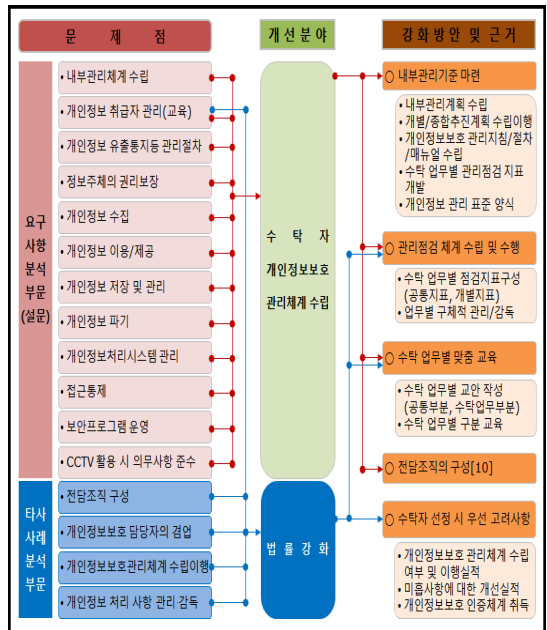 문 제 점
개 선 분 야
강 화 방 안 및 근 거
요구
사항
분석
부문
(설문)
• 내부관리체계 수립
• 개인정보 취급자 관리(교육)
• 개인정보 유출통지등 관리절차
• 정보주체의 권리보장
• 개인정보 수집
• 개인정보 이용/제공
• 개인정보 저장 및 관리
• 개인정보 파기
• 개인정보처리시스템 관리
• 접근통제
• 보안프로그램 운영
• CCTV 활용 시 의무사항 준수
타사
사례
분석
부문
• 전담조직 구성
• 개인정보보호 담당자의 겸업
• 개인정보보호관리체계 수립이행
• 개인정보 처리 사항 관리·감독
수 탁 자
개인정보보호
관리체계 수립
법 률 강 화
○ 내부관리기준 마련
• 내부관리계획 수립
• 개별/종합추진계획 수립이행
• 개인정보보호 관리지침/절차
/매뉴얼 수립
• 수탁 업무별 관리점검 지표
개발
• 개인정보 관리 표준 양식
○ 관리점검 체계 수립 및 수행
• 수탁 업무별 점검지표구성
(공통지표, 개별지표)
• 업무별 구체적 관리/감독
○ 수탁 업무별 맞춤 교육
• 수탁 업무별 교안 작성
(공통부분, 수탁업무부분)
• 수탁 업무별 구분 교육
○ 전담조직의 구성[10]
○ 수탁자 선정 시 우선 고려사항
• 개인정보보호 관리체계 수립
여부 및 이행실적
• 미흡사항에 대한 개선실적
• 개인정보보호 인증체계 취득